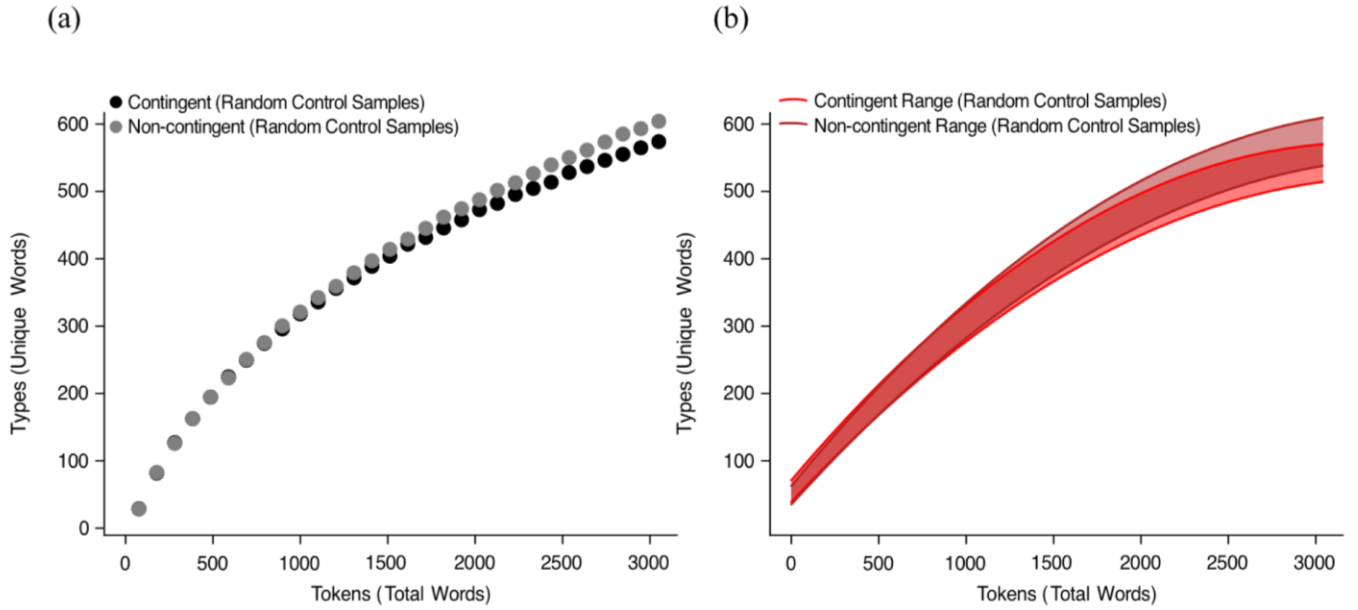 (a)
Contingent (Random Control Samples)
Non-contingent (Random Control Samples)
600
500
400
300
200
100
0
Types (Unique Words)
0 500 1000 1500 2000 2500 3000
Tokens (Total Words)
(b)
Contingent Range (Random Control Samples)
Non-contingent Range (Random Control Samples)
600
500
400
300
200
100
Types (Unique Words)
0 500 1000 1500 2000 2500 3000
Tokens (Total Words)